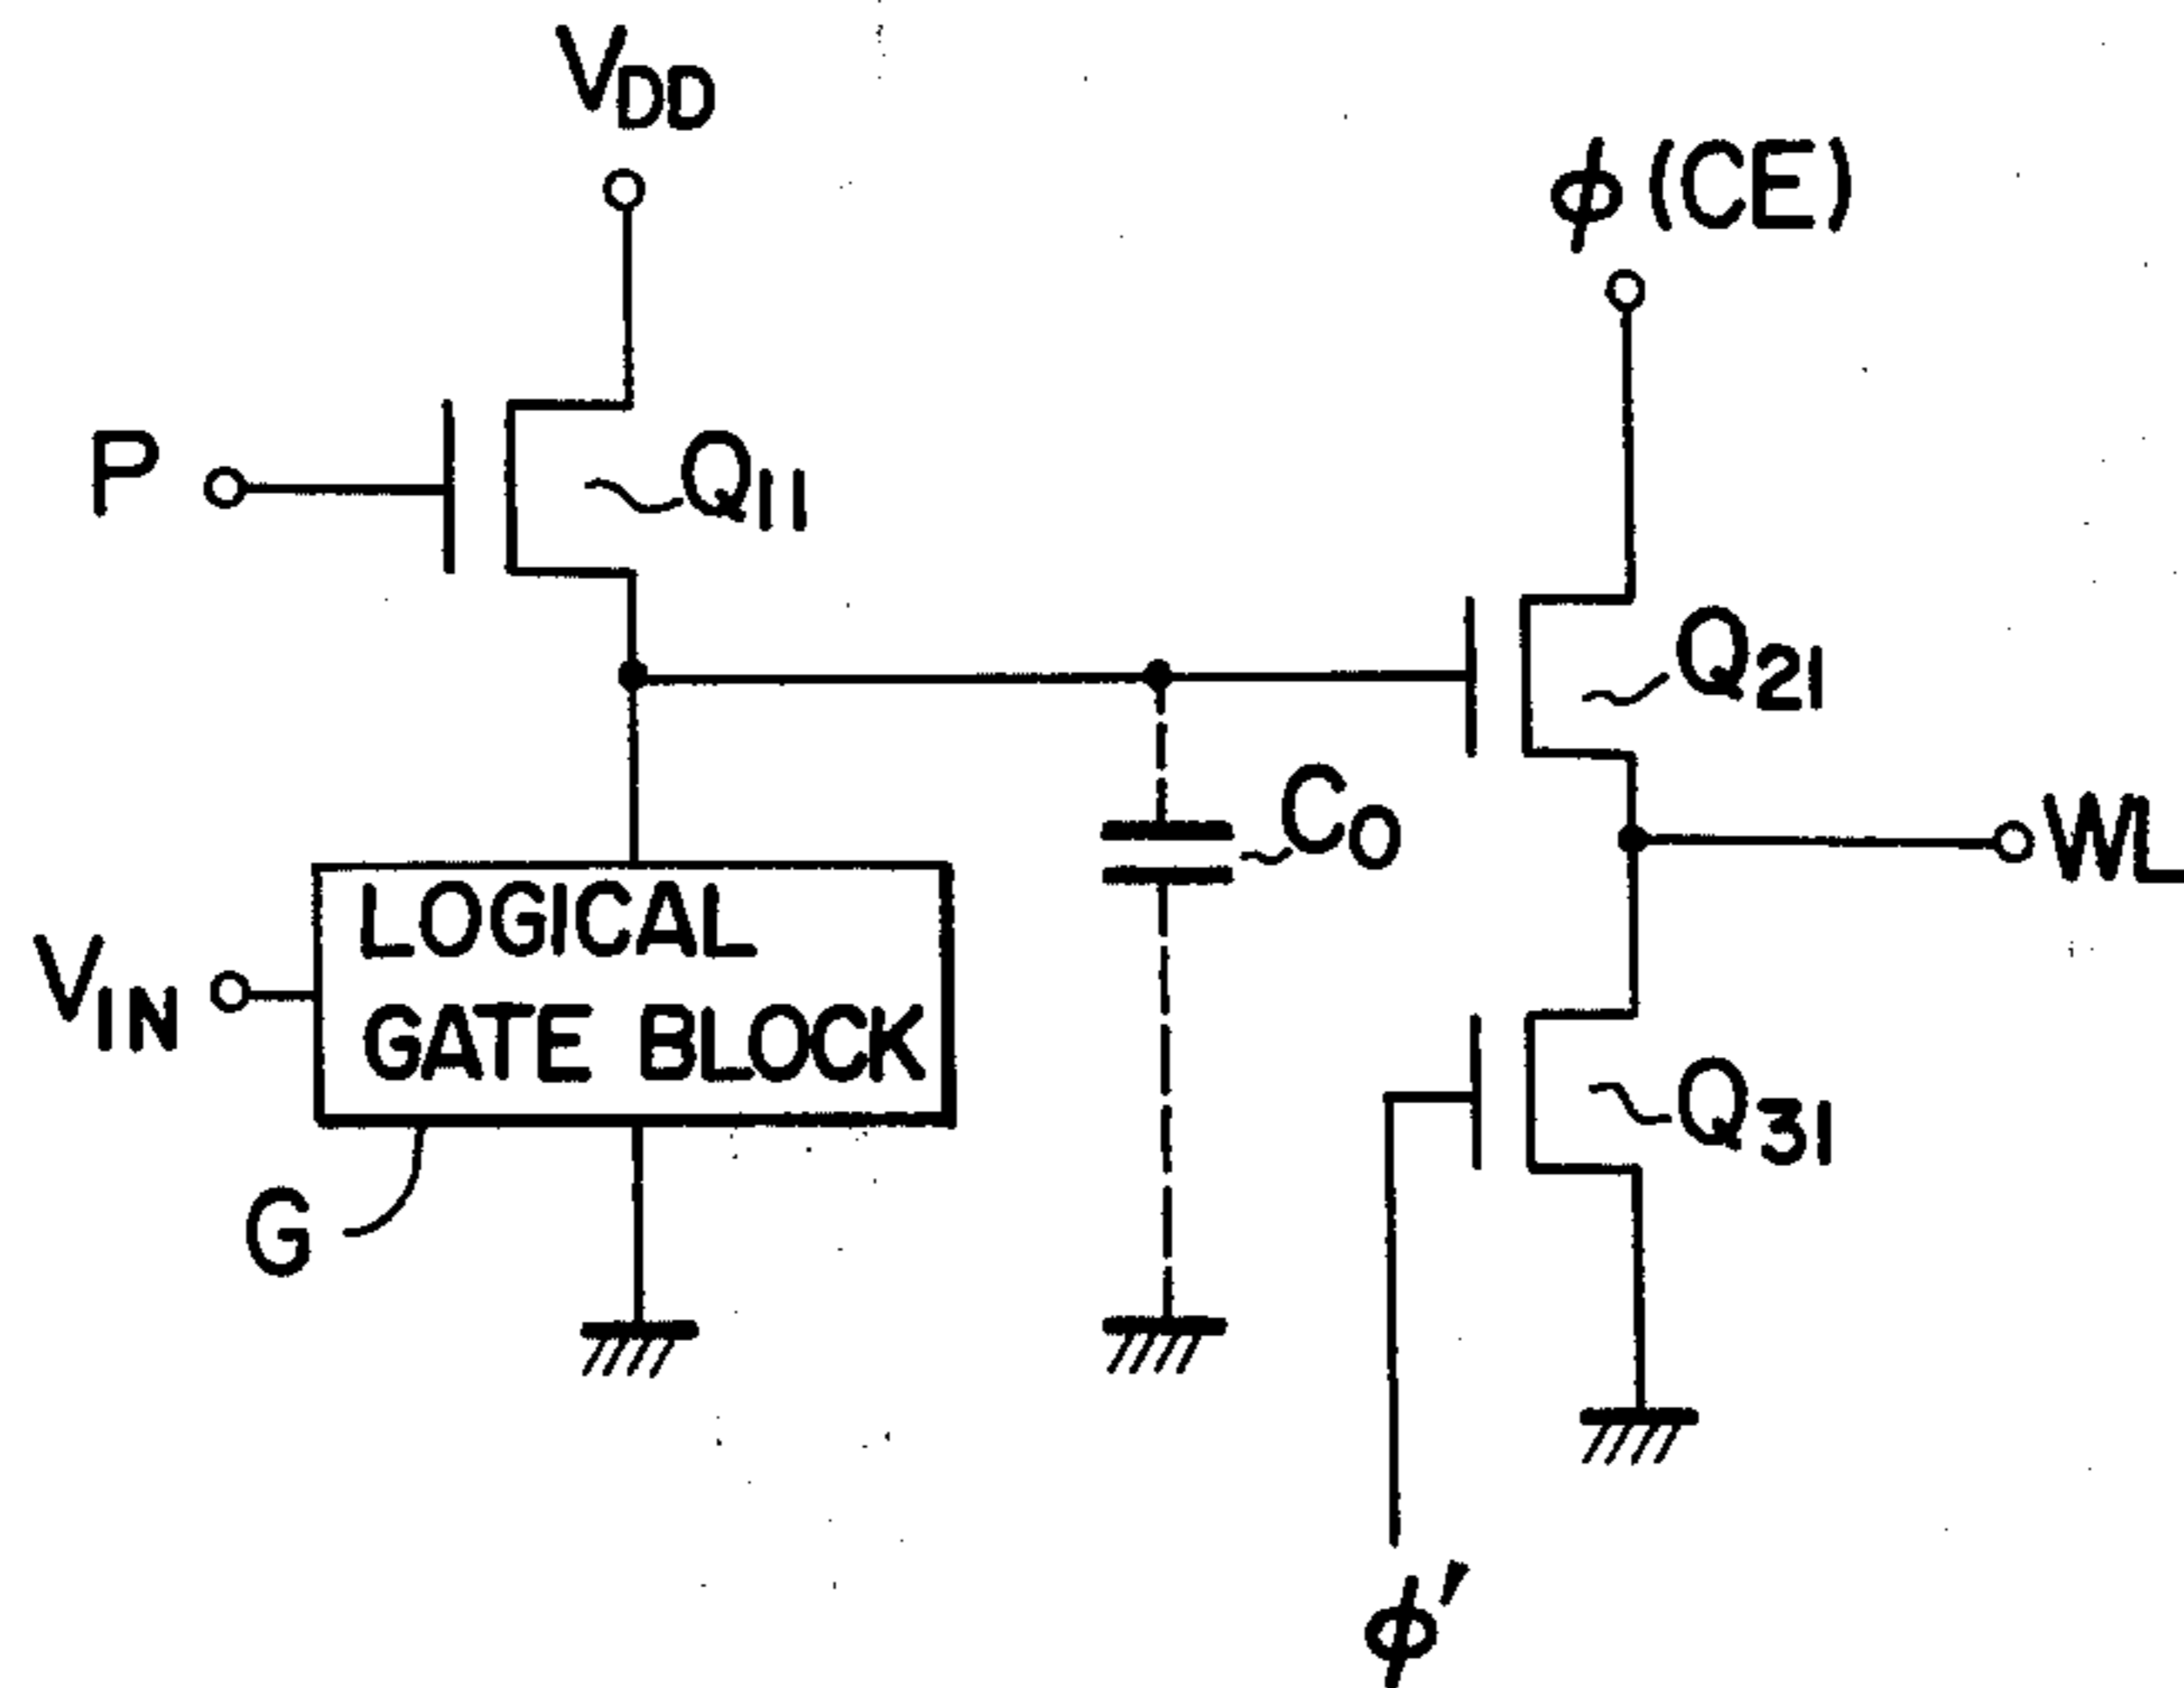 VDD
ϕ (CE)
P
Q11
Q21
C0
WL
LOGICAL
GATE BLOCK
VIN
Q31
G
ϕ'